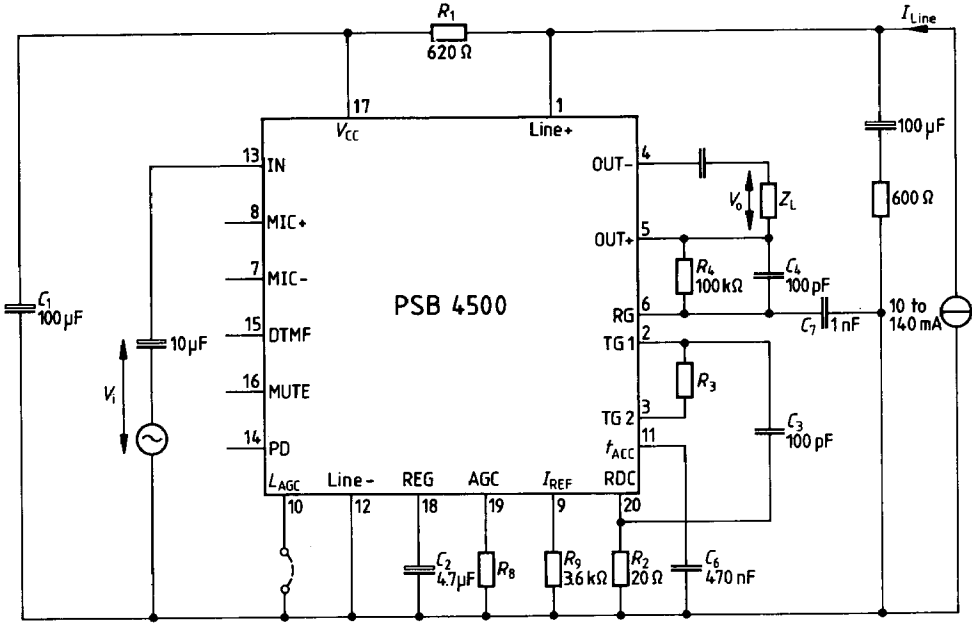 R1
620 Ω
ILine
17
1
VCC
Line+
100 µF
13
IN
OUT-
4
Vo
ZL
600 Ω
8
MIC+
OUT+
5
R4
100 kΩ
C4
100 pF
7
MIC-
PSB 4500
C1
100 µF
RG
6
C7
1 nF
10 to
140 mA
15
DTMF
TG 1
2
10 µF
Vi
R3
16
MUTE
TG 2
3
C3
100 pF
14
PD
tACC
11
LAGC
Line-
REG
AGC
IREF
RDC
10
12
18
19
9
20
C2
4.7 µF
R8
R9
3.6 kΩ
R2
20 Ω
C6
470 nF